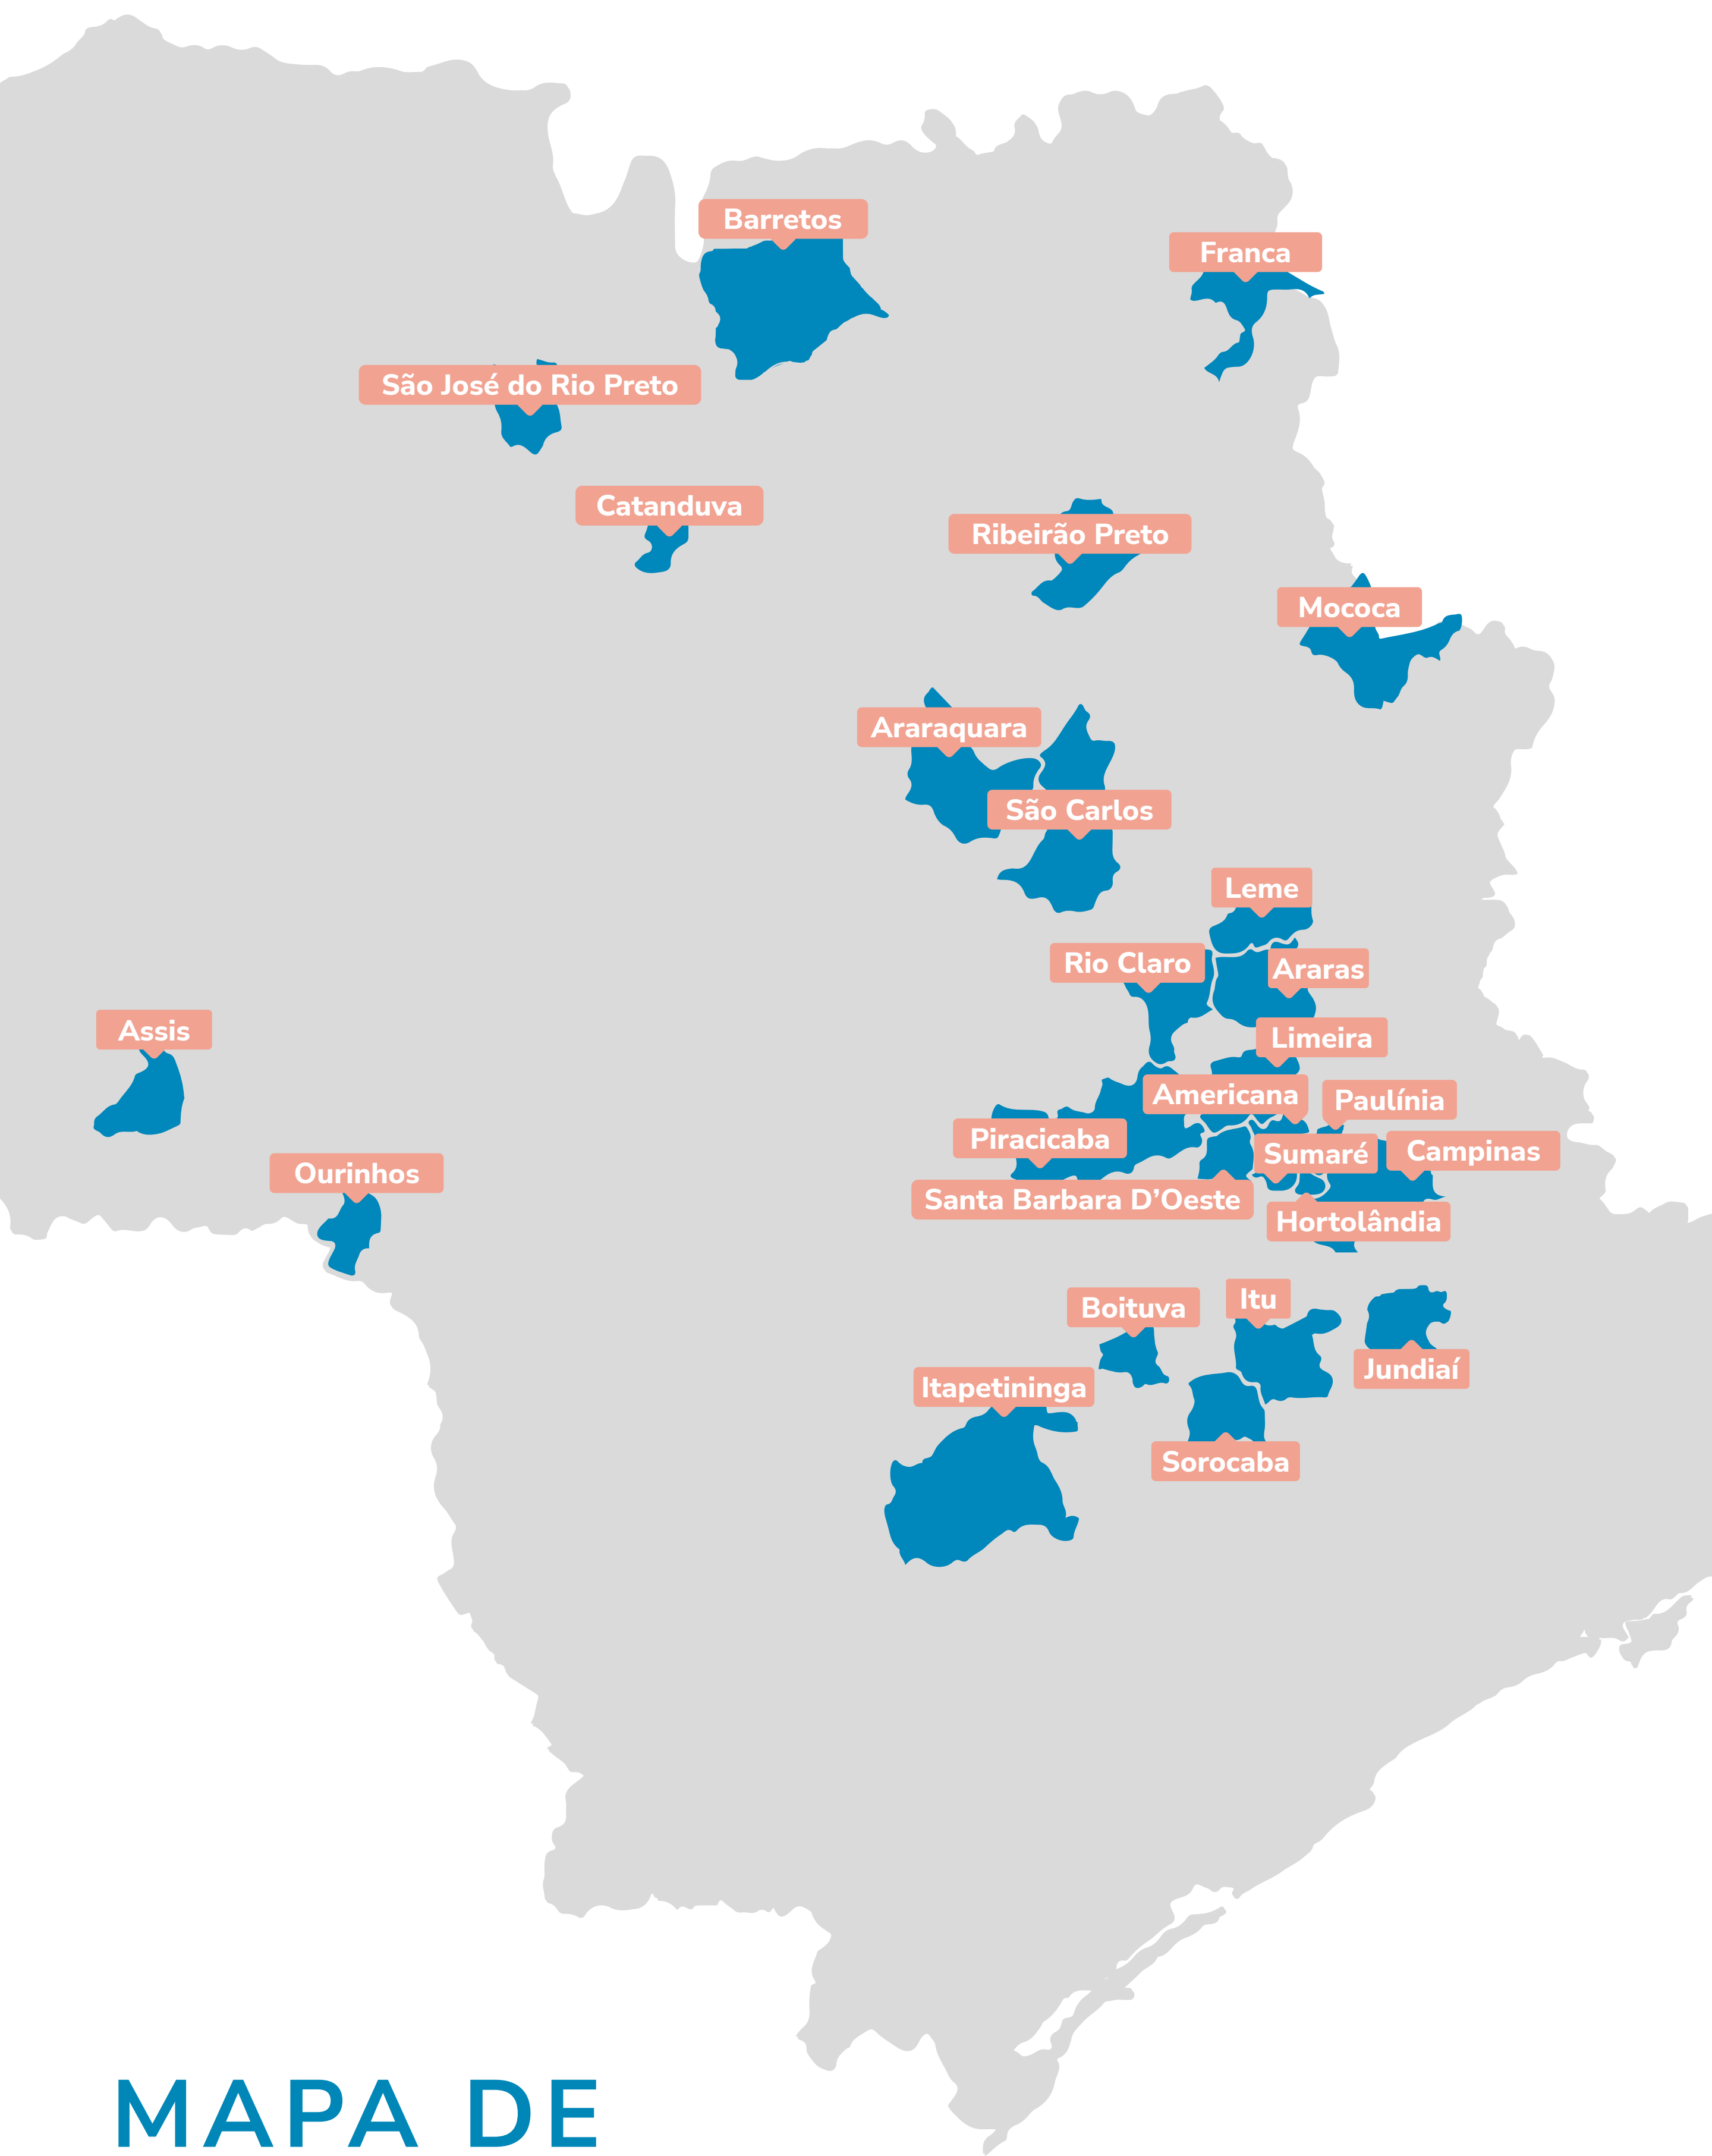 Barretos
Franca
São José do Rio Preto
Catanduva
Ribeirão Preto
Mococa
Araraquara
São Carlos
Leme
Rio Claro
Araras
Assis
Limeira
Americana
Paulínia
Piracicaba
Sumaré
Campinas
Ourinhos
Santa Barbara D’Oeste
Hortolândia
Boituva
Itu
Jundiaí
Itapetininga
Sorocaba
MAPA DE